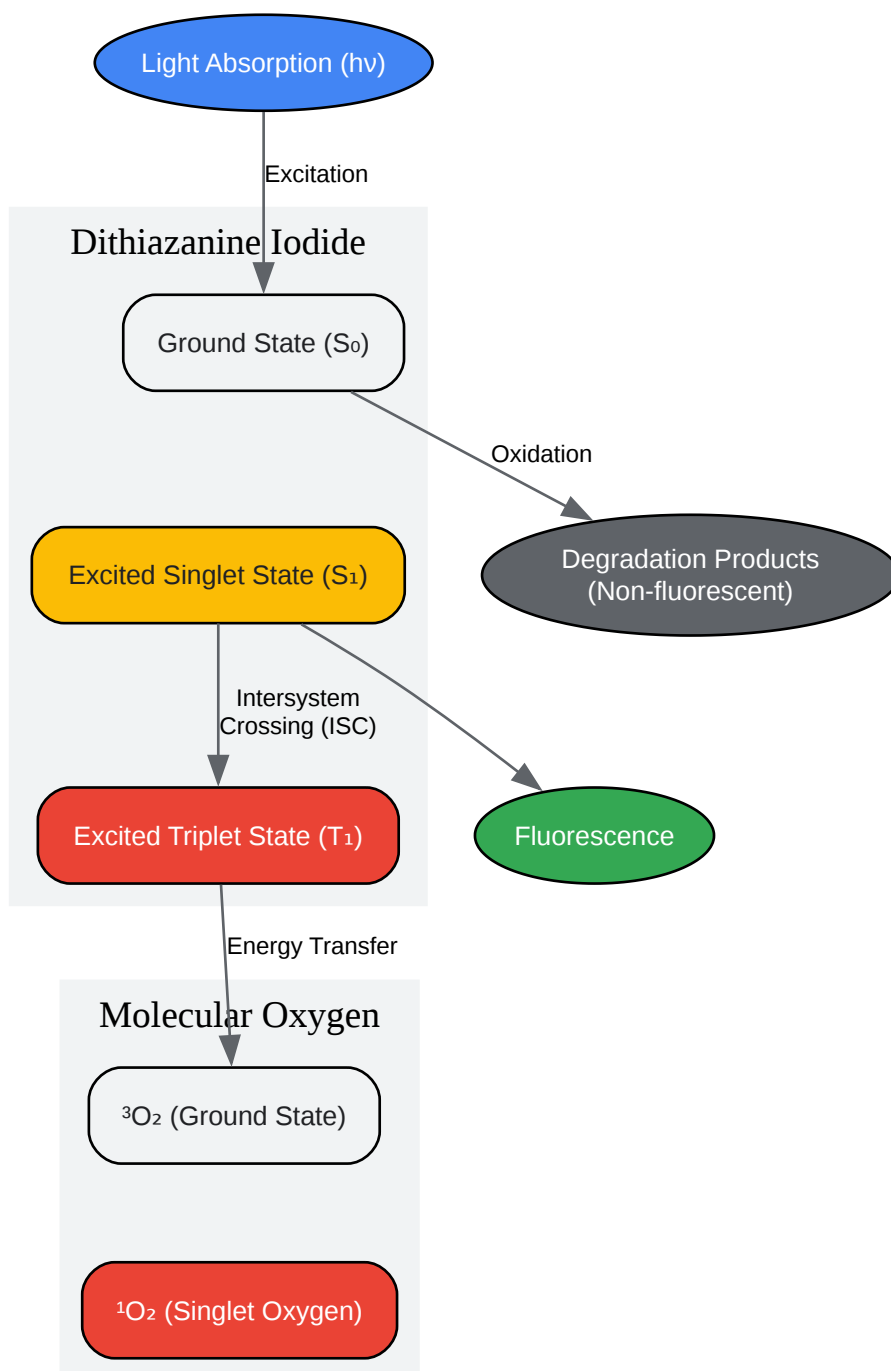 Light Absorption (hν)
Excitation
Dithiazanine Iodide
Ground State (S₀)
Oxidation
Degradation Products
(Non-fluorescent)
Excited Singlet State (S₁)
Intersystem
Crossing (ISC)
Excited Triplet State (T₁)
Fluorescence
Energy Transfer
Molecular Oxygen
³O₂ (Ground State)
¹O₂ (Singlet Oxygen)